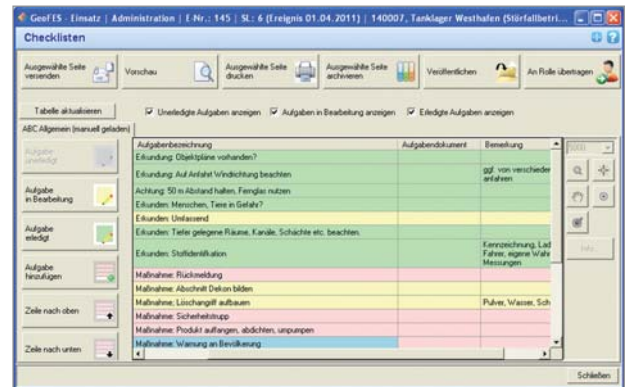 GeoFES - Einsatz | Administration | E-Nr.: 145 | SL: 6 (Ereignis 01.04.2011) | 140007, Tanklager Westhafen (Störfallbetri...
Checklisten
Ausgewählte Seite versenden
Vorschau
Ausgewählte Seite drucken
Ausgewählte Seite archivieren
Veröffentlichen
An Rolle übertragen
Tabelle aktualisieren
Unerledigte Aufgaben anzeigen
Aufgaben in Bearbeitung anzeigen
Erledigte Aufgaben anzeigen
ABC Allgemein (manuell geladen)
Aufgabe unerledigt
Aufgabe in Bearbeitung
Aufgabe erledigt
Aufgabe hinzufügen
Zeile nach oben
Zeile nach unten
Aufgabenbezeichnung Aufgabendokument Bemerkung
Erkundung: Objektpläne vorhanden?
Erkundung: Auf Anfahrt Windrichtung beachten ggf. von verschieder anfahren
Achtung: 50 m Abstand halten, Fernglas nutzen
Erkunden: Menschen, Tiere in Gefahr?
Erkunden: Umfassend
Erkunden: Tiefer gelegene Räume, Kanäle, Schächte etc. beachten.
Erkunden: Stoffidentifikation Kennzeichnung, Lad
Fahrer, eigene Wahr
Messungen
Maßnahme: Rückmeldung
Maßnahme: Abschnitt Dekon bilden
Maßnahme: Löschangriff aufbauen Pulver, Wasser, Sch
Maßnahme: Sicherheitstrupp
Maßnahme: Produkt auffangen, abdichten, umpumpen
Maßnahme: Warnung an Bevölkerung
5000
Info...
Schließen